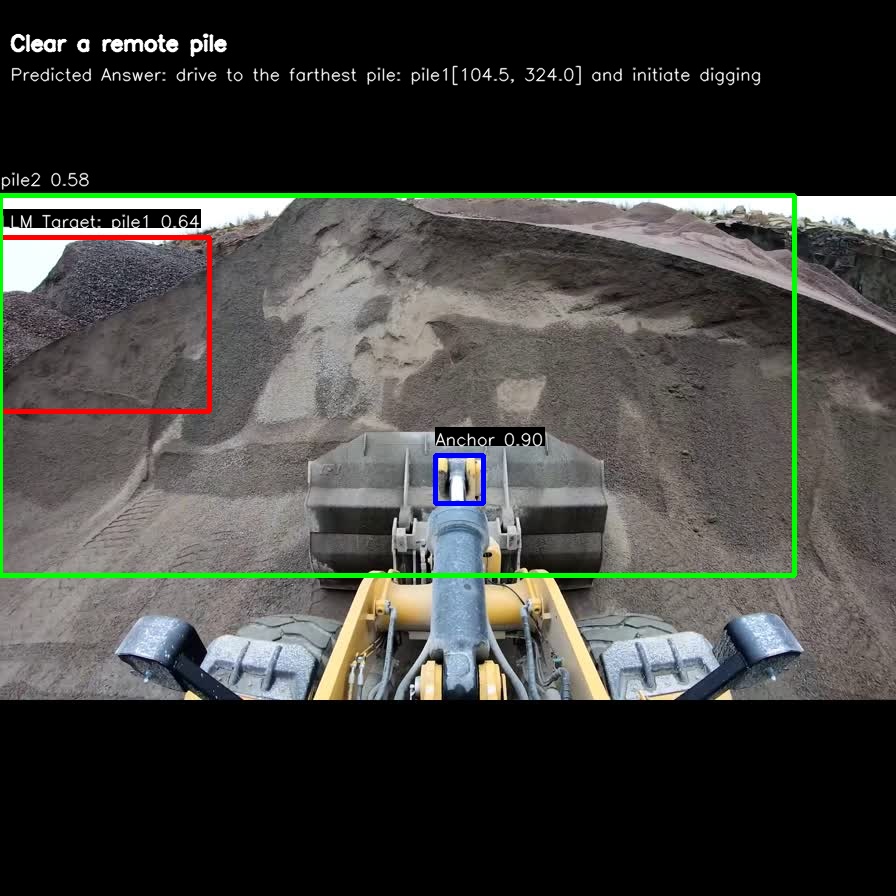 Clear a remote pile
Predicted Answer: drive to the farthest pile: pile1[104.5, 324.0] and initiate digging
pile2 0.58
LM Target: pile1 0.64
Anchor 0.90